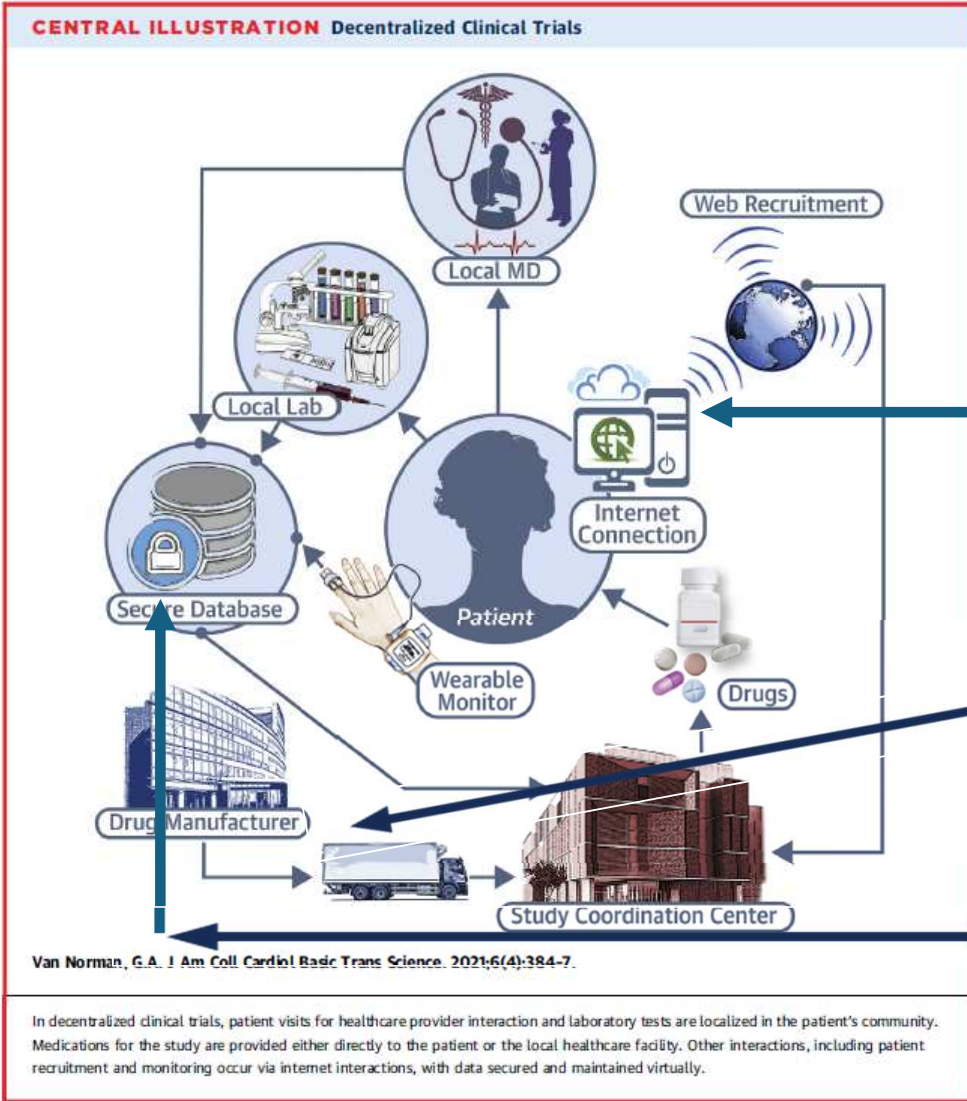 CENTRAL ILLUSTRATION Decentralized Clinical Trials
Web Recruitment
Local MD
Local Lab
Internet
Connection
Secure Database
Patient
Wearable
Monitor
Drugs
Drug Manufacturer
Study Coordination Center
Van Norman, G.A. J Am Coll Cardiol Basic Trans Science. 2021;6(4):384-7.
In decentralized clinical trials, patient visits for healthcare provider interaction and laboratory tests are localized in the patient's community.
Medications for the study are provided either directly to the patient or the local healthcare facility. Other interactions, including patient
recruitment and monitoring occur via internet interactions, with data secured and maintained virtually.